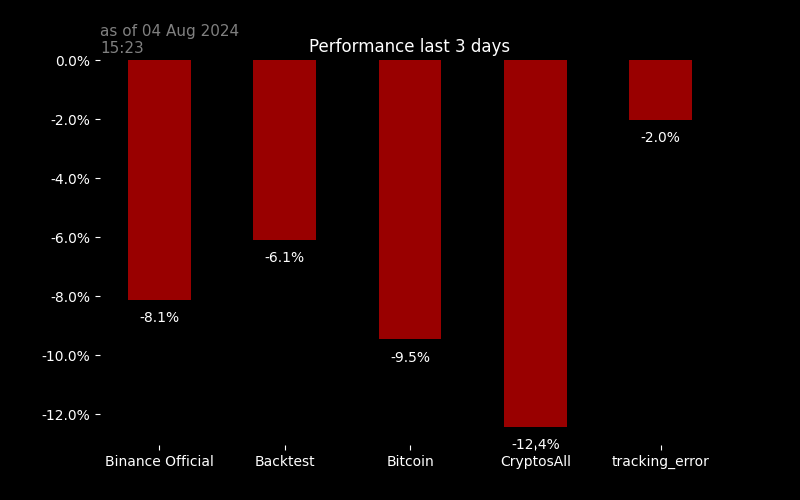 as of 04 Aug 2024
15:23
Performance last 3 days
0.0%
-2.0%
-4.0%
-6.0%
-8.0%
-10.0%
-12.0%
-8.1%
-6.1%
-9.5%
-12.4%
-2.0%
Binance Official
Backtest
Bitcoin
CryptosAll
tracking_error